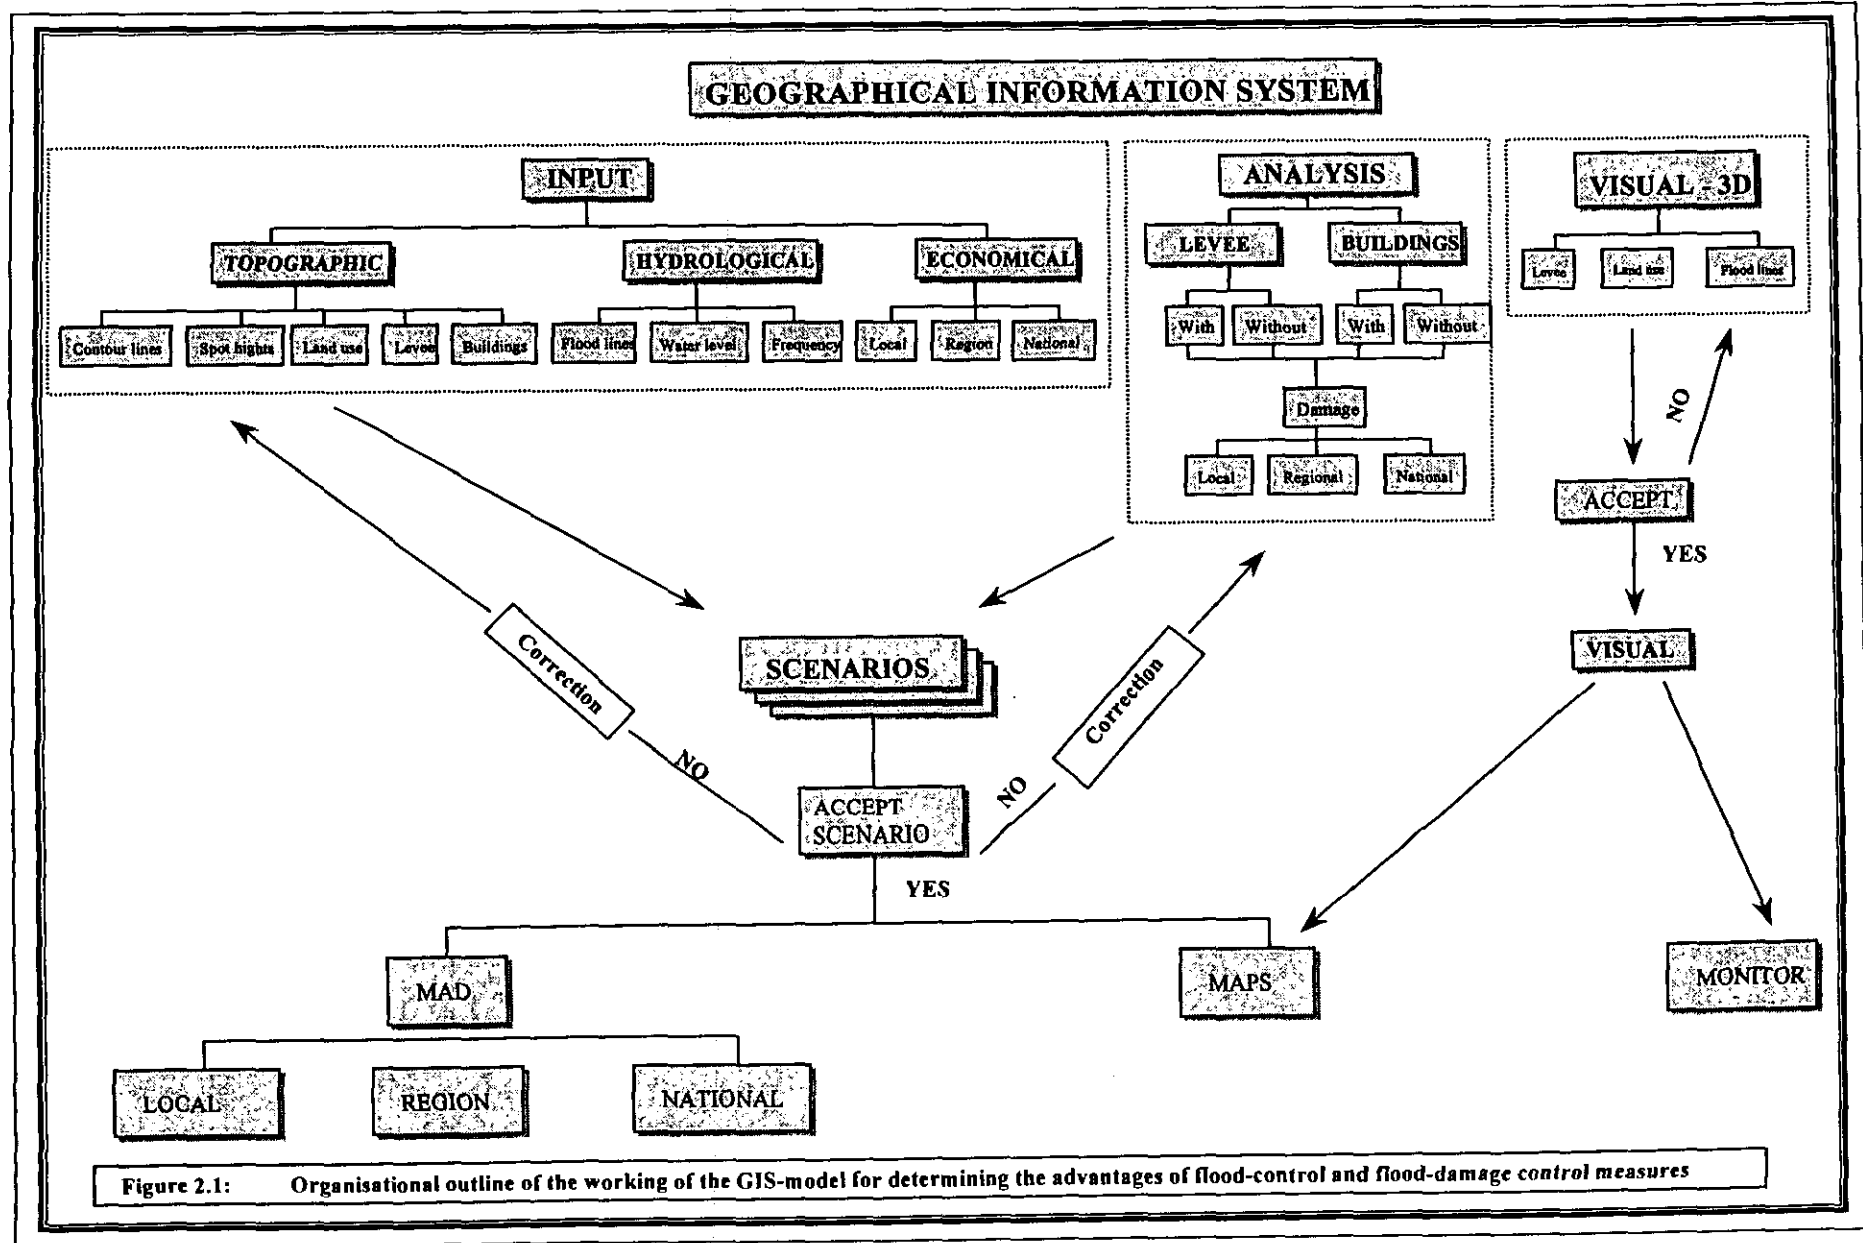 GEOGRAPHICAL INFORMATION SYSTEM
INPUT
TOPOGRAPHIC
HYDROLOGICAL
ECONOMICAL
Contour lines
Spot hights
Land use
Levee
Buildings
Flood lines
Water level
Frequency
Local
Region
National
ANALYSIS
LEVEE
BUILDINGS
With
Without
With
Without
Damage
Local
Regional
National
VISUAL - 3D
Levee
Land use
Flood lines
NO
ACCEPT
YES
VISUAL
Correction
NO
SCENARIOS
Correction
NO
ACCEPT
SCENARIO
YES
MAD
MAPS
MONITOR
LOCAL
REGION
NATIONAL
Figure 2.1: Organisational outline of the working of the GIS-model for determining the advantages of flood-control and flood-damage control measures